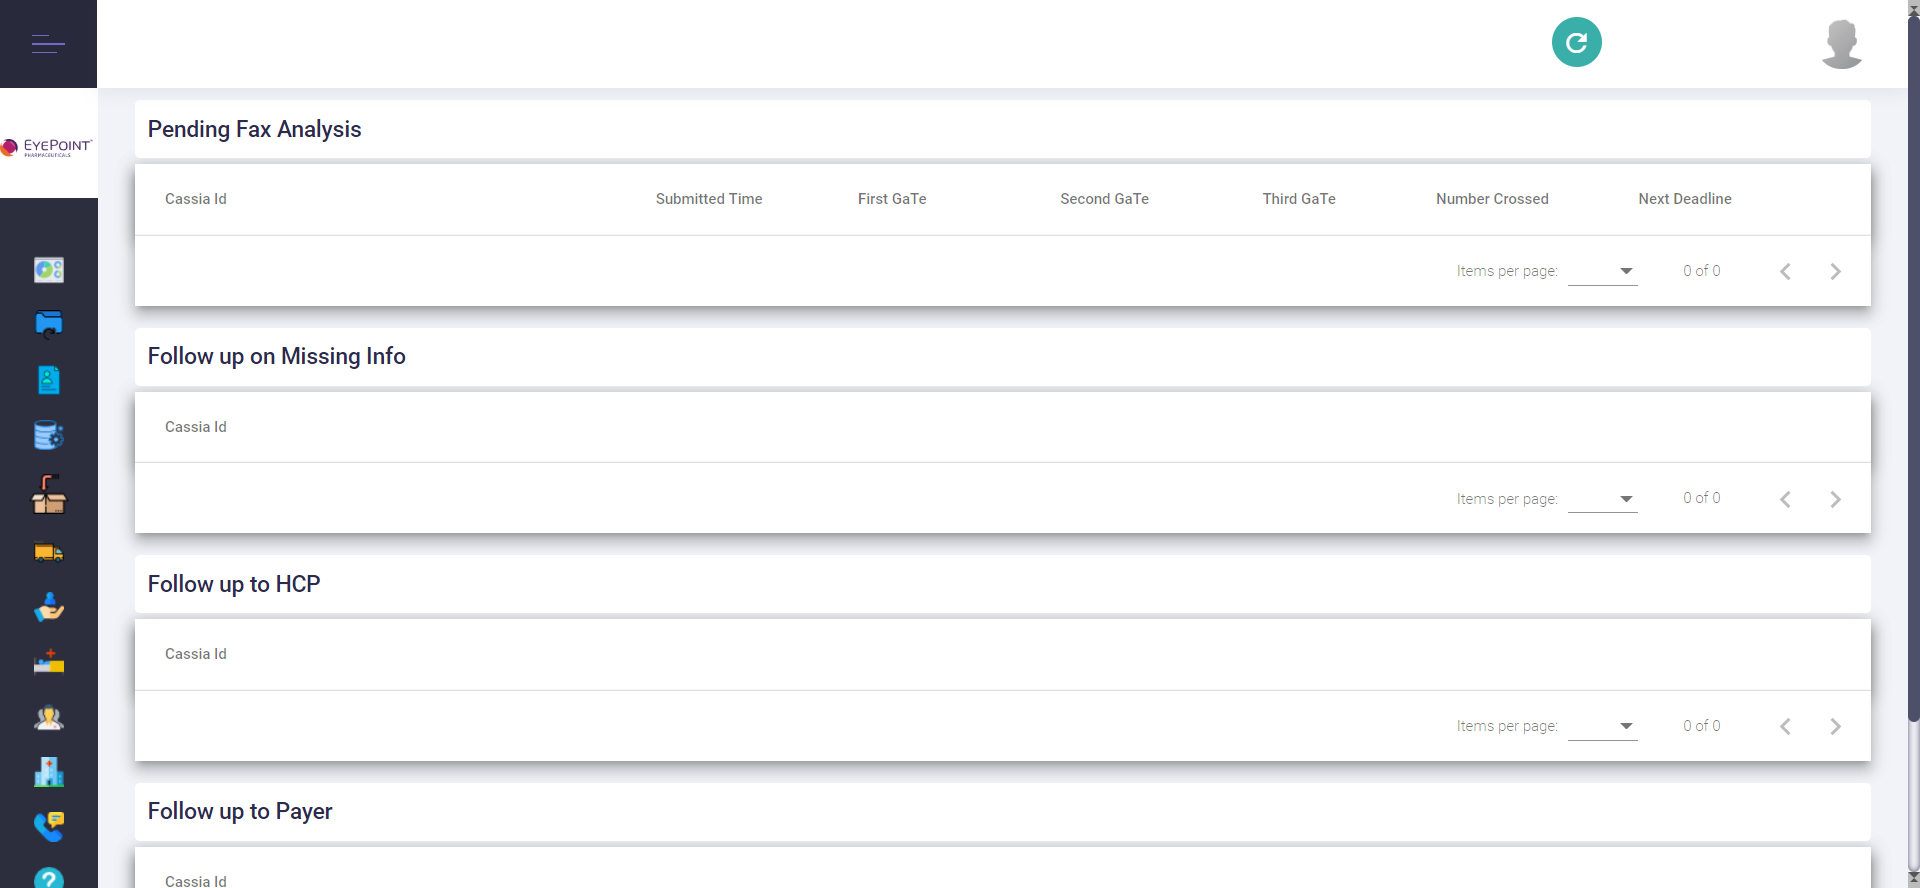 EYEPOINT
PHARMACEUTICALS
Pending Fax Analysis
Cassia Id Submitted Time First GaTe Second GaTe Third GaTe Number Crossed Next Deadline
Items per page: 0 of 0
Follow up on Missing Info
Cassia Id
Items per page: 0 of 0
Follow up to HCP
Cassia Id
Items per page: 0 of 0
Follow up to Payer
Cassia Id
?